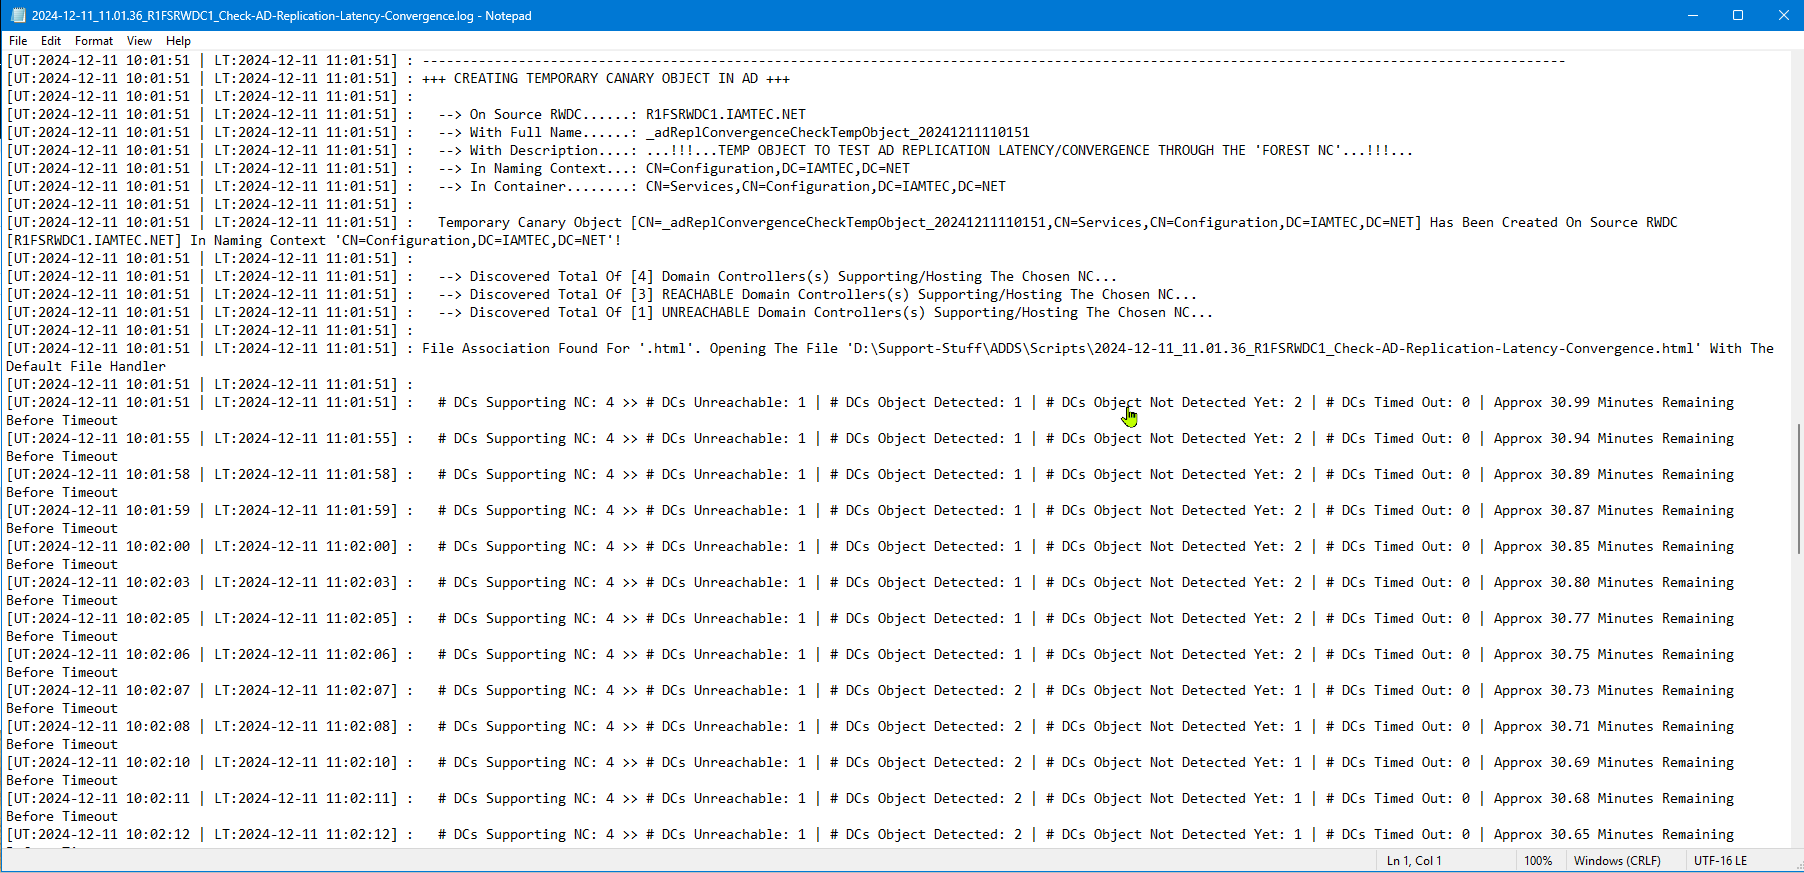 2024-12-11_11.01.36_R1FSRWDC1_Check-AD-Replication-Latency-Convergence.log - Notepad
File Edit Format View Help
[UT:2024-12-11 10:01:51 | LT:2024-12-11 11:01:51] : -----------------------------------------------------------------------------------------------------------------------------------------------
[UT:2024-12-11 10:01:51 | LT:2024-12-11 11:01:51] : +++ CREATING TEMPORARY CANARY OBJECT IN AD +++
[UT:2024-12-11 10:01:51 | LT:2024-12-11 11:01:51] :
[UT:2024-12-11 10:01:51 | LT:2024-12-11 11:01:51] :   --> On Source RWDC......: R1FSRWDC1.IAMTEC.NET
[UT:2024-12-11 10:01:51 | LT:2024-12-11 11:01:51] :   --> With Full Name......: _adReplConvergenceCheckTempObject_20241211110151
[UT:2024-12-11 10:01:51 | LT:2024-12-11 11:01:51] :   --> With Description....: ...!!!...TEMP OBJECT TO TEST AD REPLICATION LATENCY/CONVERGENCE THROUGH THE 'FOREST NC'...!!!...
[UT:2024-12-11 10:01:51 | LT:2024-12-11 11:01:51] :   --> In Naming Context...: CN=Configuration,DC=IAMTEC,DC=NET
[UT:2024-12-11 10:01:51 | LT:2024-12-11 11:01:51] :   --> In Container........: CN=Services,CN=Configuration,DC=IAMTEC,DC=NET
[UT:2024-12-11 10:01:51 | LT:2024-12-11 11:01:51] :
[UT:2024-12-11 10:01:51 | LT:2024-12-11 11:01:51] :   Temporary Canary Object [CN=_adReplConvergenceCheckTempObject_20241211110151,CN=Services,CN=Configuration,DC=IAMTEC,DC=NET] Has Been Created On Source RWDC
[R1FSRWDC1.IAMTEC.NET] In Naming Context 'CN=Configuration,DC=IAMTEC,DC=NET'!
[UT:2024-12-11 10:01:51 | LT:2024-12-11 11:01:51] :
[UT:2024-12-11 10:01:51 | LT:2024-12-11 11:01:51] :   --> Discovered Total Of [4] Domain Controllers(s) Supporting/Hosting The Chosen NC...
[UT:2024-12-11 10:01:51 | LT:2024-12-11 11:01:51] :   --> Discovered Total Of [3] REACHABLE Domain Controllers(s) Supporting/Hosting The Chosen NC...
[UT:2024-12-11 10:01:51 | LT:2024-12-11 11:01:51] :   --> Discovered Total Of [1] UNREACHABLE Domain Controllers(s) Supporting/Hosting The Chosen NC...
[UT:2024-12-11 10:01:51 | LT:2024-12-11 11:01:51] :
[UT:2024-12-11 10:01:51 | LT:2024-12-11 11:01:51] : File Association Found For '.html'. Opening The File 'D:\Support-Stuff\ADDS\Scripts\2024-12-11_11.01.36_R1FSRWDC1_Check-AD-Replication-Latency-Convergence.html' With The
Default File Handler
[UT:2024-12-11 10:01:51 | LT:2024-12-11 11:01:51] :
[UT:2024-12-11 10:01:51 | LT:2024-12-11 11:01:51] :   # DCs Supporting NC: 4 >> # DCs Unreachable: 1 | # DCs Object Detected: 1 | # DCs Object Not Detected Yet: 2 | # DCs Timed Out: 0 | Approx 30.99 Minutes Remaining
Before Timeout
[UT:2024-12-11 10:01:55 | LT:2024-12-11 11:01:55] :   # DCs Supporting NC: 4 >> # DCs Unreachable: 1 | # DCs Object Detected: 1 | # DCs Object Not Detected Yet: 2 | # DCs Timed Out: 0 | Approx 30.94 Minutes Remaining
Before Timeout
[UT:2024-12-11 10:01:58 | LT:2024-12-11 11:01:58] :   # DCs Supporting NC: 4 >> # DCs Unreachable: 1 | # DCs Object Detected: 1 | # DCs Object Not Detected Yet: 2 | # DCs Timed Out: 0 | Approx 30.89 Minutes Remaining
Before Timeout
[UT:2024-12-11 10:01:59 | LT:2024-12-11 11:01:59] :   # DCs Supporting NC: 4 >> # DCs Unreachable: 1 | # DCs Object Detected: 1 | # DCs Object Not Detected Yet: 2 | # DCs Timed Out: 0 | Approx 30.87 Minutes Remaining
Before Timeout
[UT:2024-12-11 10:02:00 | LT:2024-12-11 11:02:00] :   # DCs Supporting NC: 4 >> # DCs Unreachable: 1 | # DCs Object Detected: 1 | # DCs Object Not Detected Yet: 2 | # DCs Timed Out: 0 | Approx 30.85 Minutes Remaining
Before Timeout
[UT:2024-12-11 10:02:03 | LT:2024-12-11 11:02:03] :   # DCs Supporting NC: 4 >> # DCs Unreachable: 1 | # DCs Object Detected: 1 | # DCs Object Not Detected Yet: 2 | # DCs Timed Out: 0 | Approx 30.80 Minutes Remaining
Before Timeout
[UT:2024-12-11 10:02:05 | LT:2024-12-11 11:02:05] :   # DCs Supporting NC: 4 >> # DCs Unreachable: 1 | # DCs Object Detected: 1 | # DCs Object Not Detected Yet: 2 | # DCs Timed Out: 0 | Approx 30.77 Minutes Remaining
Before Timeout
[UT:2024-12-11 10:02:06 | LT:2024-12-11 11:02:06] :   # DCs Supporting NC: 4 >> # DCs Unreachable: 1 | # DCs Object Detected: 1 | # DCs Object Not Detected Yet: 2 | # DCs Timed Out: 0 | Approx 30.75 Minutes Remaining
Before Timeout
[UT:2024-12-11 10:02:07 | LT:2024-12-11 11:02:07] :   # DCs Supporting NC: 4 >> # DCs Unreachable: 1 | # DCs Object Detected: 2 | # DCs Object Not Detected Yet: 1 | # DCs Timed Out: 0 | Approx 30.73 Minutes Remaining
Before Timeout
[UT:2024-12-11 10:02:08 | LT:2024-12-11 11:02:08] :   # DCs Supporting NC: 4 >> # DCs Unreachable: 1 | # DCs Object Detected: 2 | # DCs Object Not Detected Yet: 1 | # DCs Timed Out: 0 | Approx 30.71 Minutes Remaining
Before Timeout
[UT:2024-12-11 10:02:10 | LT:2024-12-11 11:02:10] :   # DCs Supporting NC: 4 >> # DCs Unreachable: 1 | # DCs Object Detected: 2 | # DCs Object Not Detected Yet: 1 | # DCs Timed Out: 0 | Approx 30.69 Minutes Remaining
Before Timeout
[UT:2024-12-11 10:02:11 | LT:2024-12-11 11:02:11] :   # DCs Supporting NC: 4 >> # DCs Unreachable: 1 | # DCs Object Detected: 2 | # DCs Object Not Detected Yet: 1 | # DCs Timed Out: 0 | Approx 30.68 Minutes Remaining
Before Timeout
[UT:2024-12-11 10:02:12 | LT:2024-12-11 11:02:12] :   # DCs Supporting NC: 4 >> # DCs Unreachable: 1 | # DCs Object Detected: 2 | # DCs Object Not Detected Yet: 1 | # DCs Timed Out: 0 | Approx 30.65 Minutes Remaining
Ln 1, Col 1 100% Windows (CRLF) UTF-16 LE